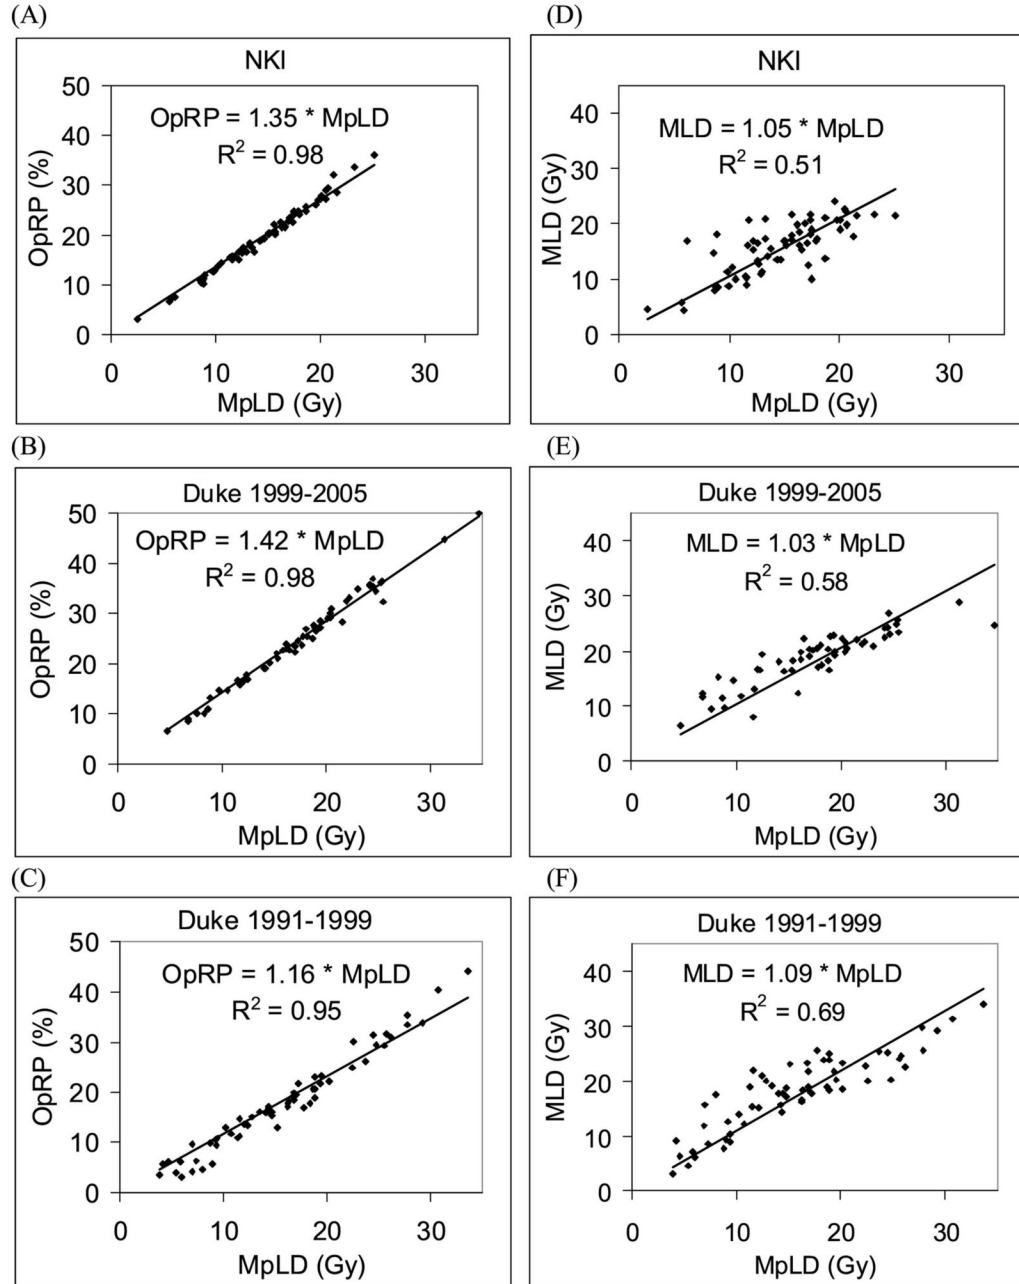 (A)
NKI
OpRP = 1.35 * MpLD
R² = 0.98
OpRP (%)
50
40
30
20
10
0
0 10 20 30
MpLD (Gy)
(D)
NKI
MLD = 1.05 * MpLD
R² = 0.51
MLD (Gy)
40
30
20
10
0
0 10 20 30
MpLD (Gy)
(B)
Duke 1999-2005
OpRP = 1.42 * MpLD
R² = 0.98
OpRP (%)
50
40
30
20
10
0
0 10 20 30
MpLD (Gy)
(E)
Duke 1999-2005
MLD = 1.03 * MpLD
R² = 0.58
MLD (Gy)
40
30
20
10
0
0 10 20 30
MpLD (Gy)
(C)
Duke 1991-1999
OpRP = 1.16 * MpLD
R² = 0.95
OpRP (%)
50
40
30
20
10
0
0 10 20 30
MpLD (Gy)
(F)
Duke 1991-1999
MLD = 1.09 * MpLD
R² = 0.69
MLD (Gy)
40
30
20
10
0
0 10 20 30
MpLD (Gy)